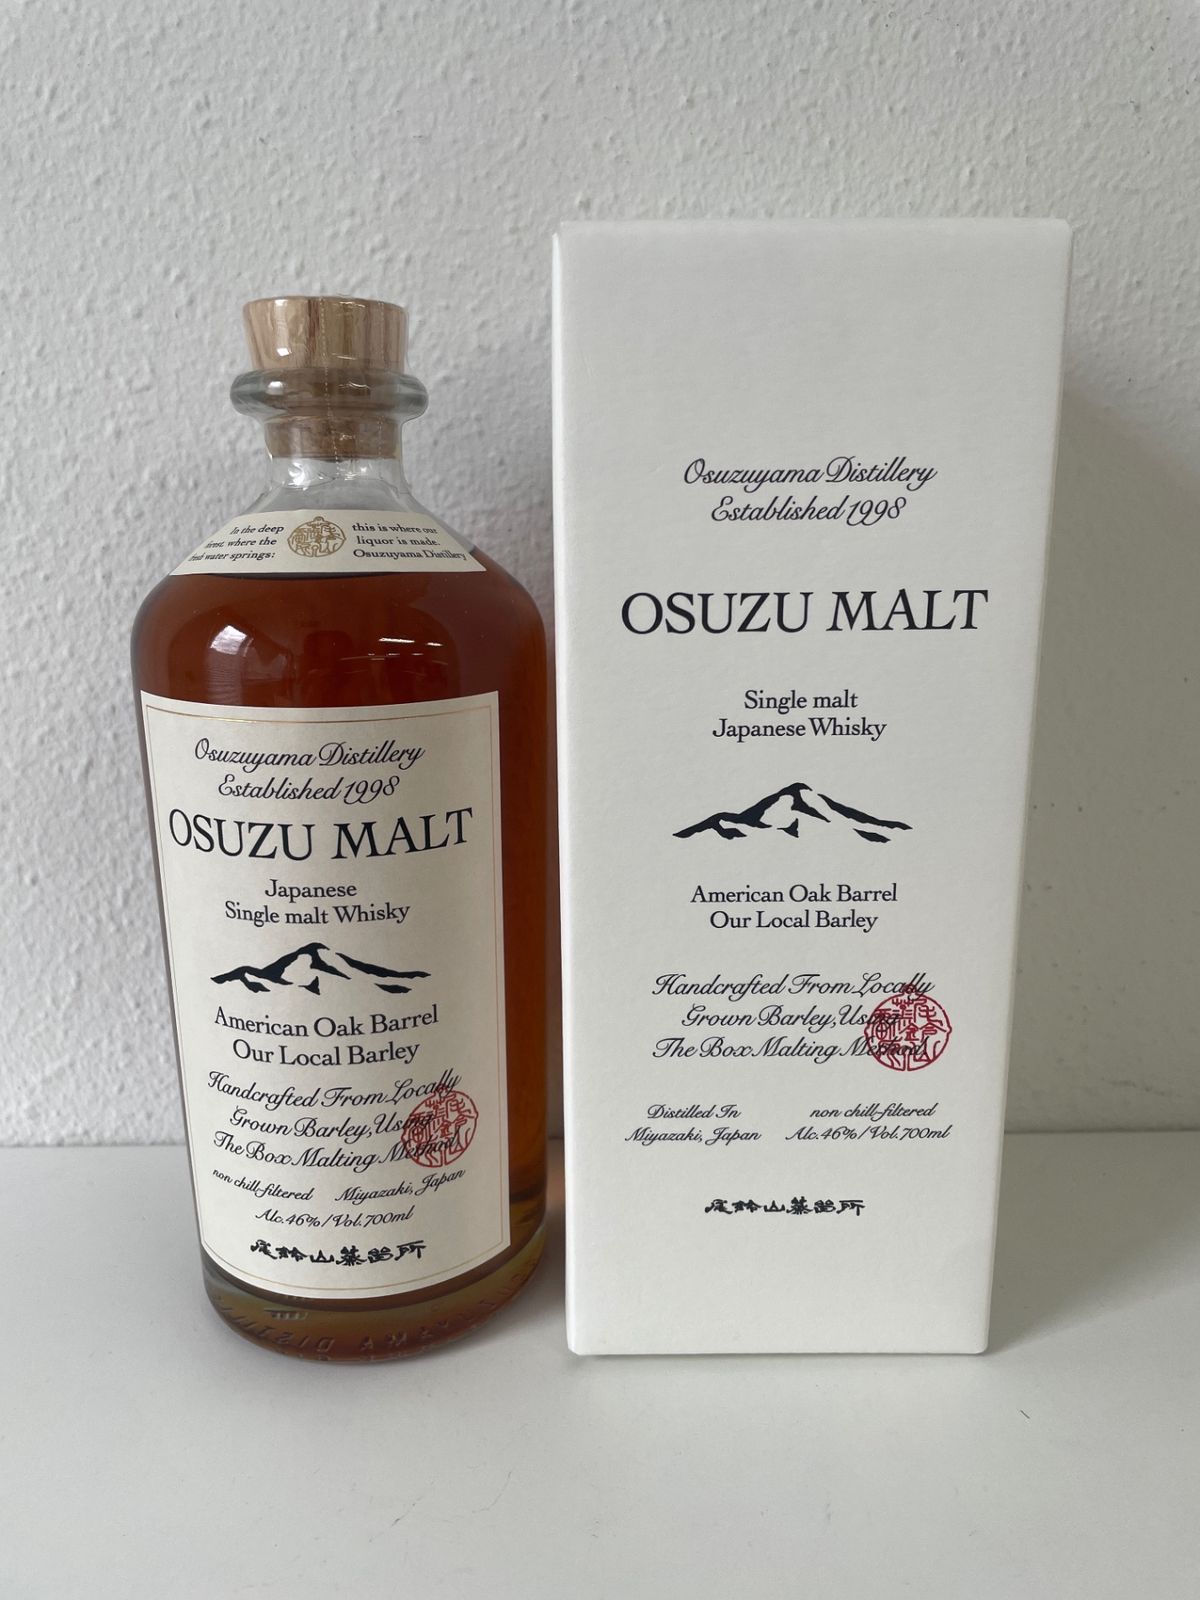 In the deep
forest, where the
fresh water springs:
this is where our
liquor is made.
Osuzuyama Distillery
Osuzuyama Distillery
Established 1998
OSUZU MALT
Japanese
Single malt Whisky
American Oak Barrel
Our Local Barley
Handcrafted From Locally
Grown Barley, Using
The Box Malting Method
non chill-filtered Miyazaki, Japan
Alc.46%/Vol.700ml
尾鈴山蒸留所
Osuzuyama Distillery
Established 1998
OSUZU MALT
Single malt
Japanese Whisky
American Oak Barrel
Our Local Barley
Handcrafted From Locally
Grown Barley, Using
The Box Malting Method
Distilled In
Miyazaki, Japan
non chill-filtered
Alc.46%/Vol.700ml
尾鈴山蒸留所